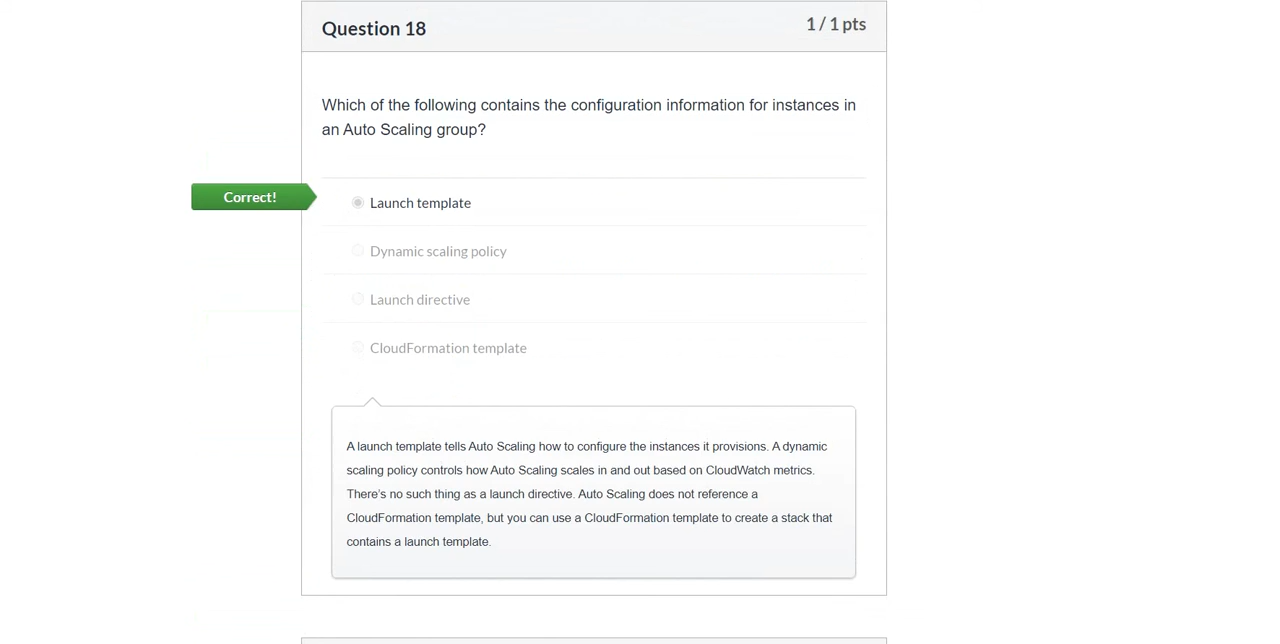 Question 18
1 / 1 pts
Which of the following contains the configuration information for instances in
an Auto Scaling group?
Correct!
Launch template
Dynamic scaling policy
Launch directive
CloudFormation template
A launch template tells Auto Scaling how to configure the instances it provisions. A dynamic
scaling policy controls how Auto Scaling scales in and out based on CloudWatch metrics.
There's no such thing as a launch directive. Auto Scaling does not reference a
CloudFormation template, but you can use a CloudFormation template to create a stack that
contains a launch template.